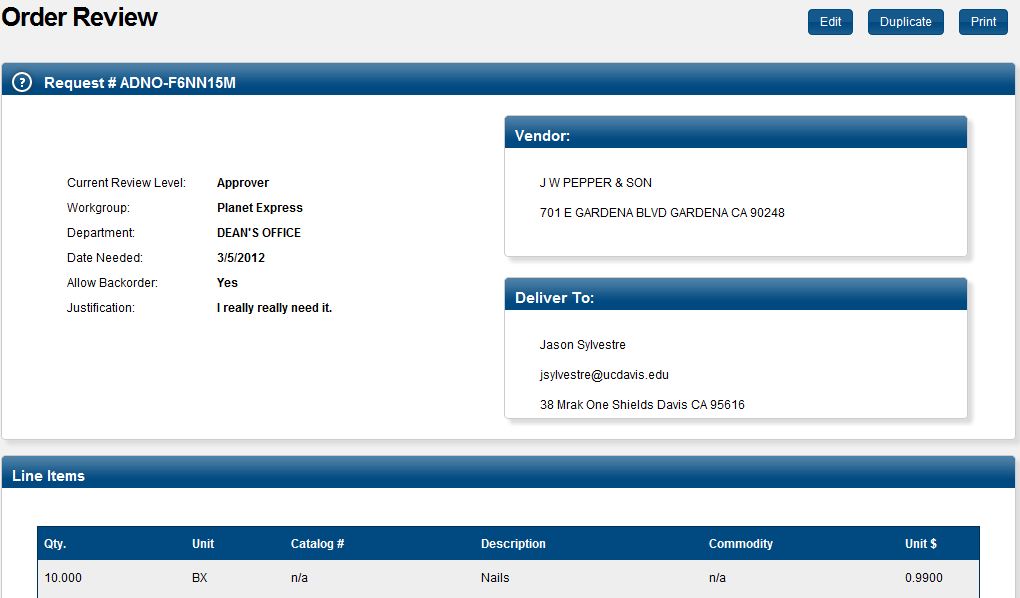 Order Review
Edit Duplicate Print
? Request # ADNO-F6NN15M
Current Review Level: Approver
Workgroup: Planet Express
Department: DEAN'S OFFICE
Date Needed: 3/5/2012
Allow Backorder: Yes
Justification: I really really need it.
Vendor:
J W PEPPER & SON
701 E GARDENA BLVD GARDENA CA 90248
Deliver To:
Jason Sylvestre
jsylvestre@ucdavis.edu
38 Mrak One Shields Davis CA 95616
Line Items
Qty. Unit Catalog # Description Commodity Unit $
10.000 BX n/a Nails n/a 0.9900